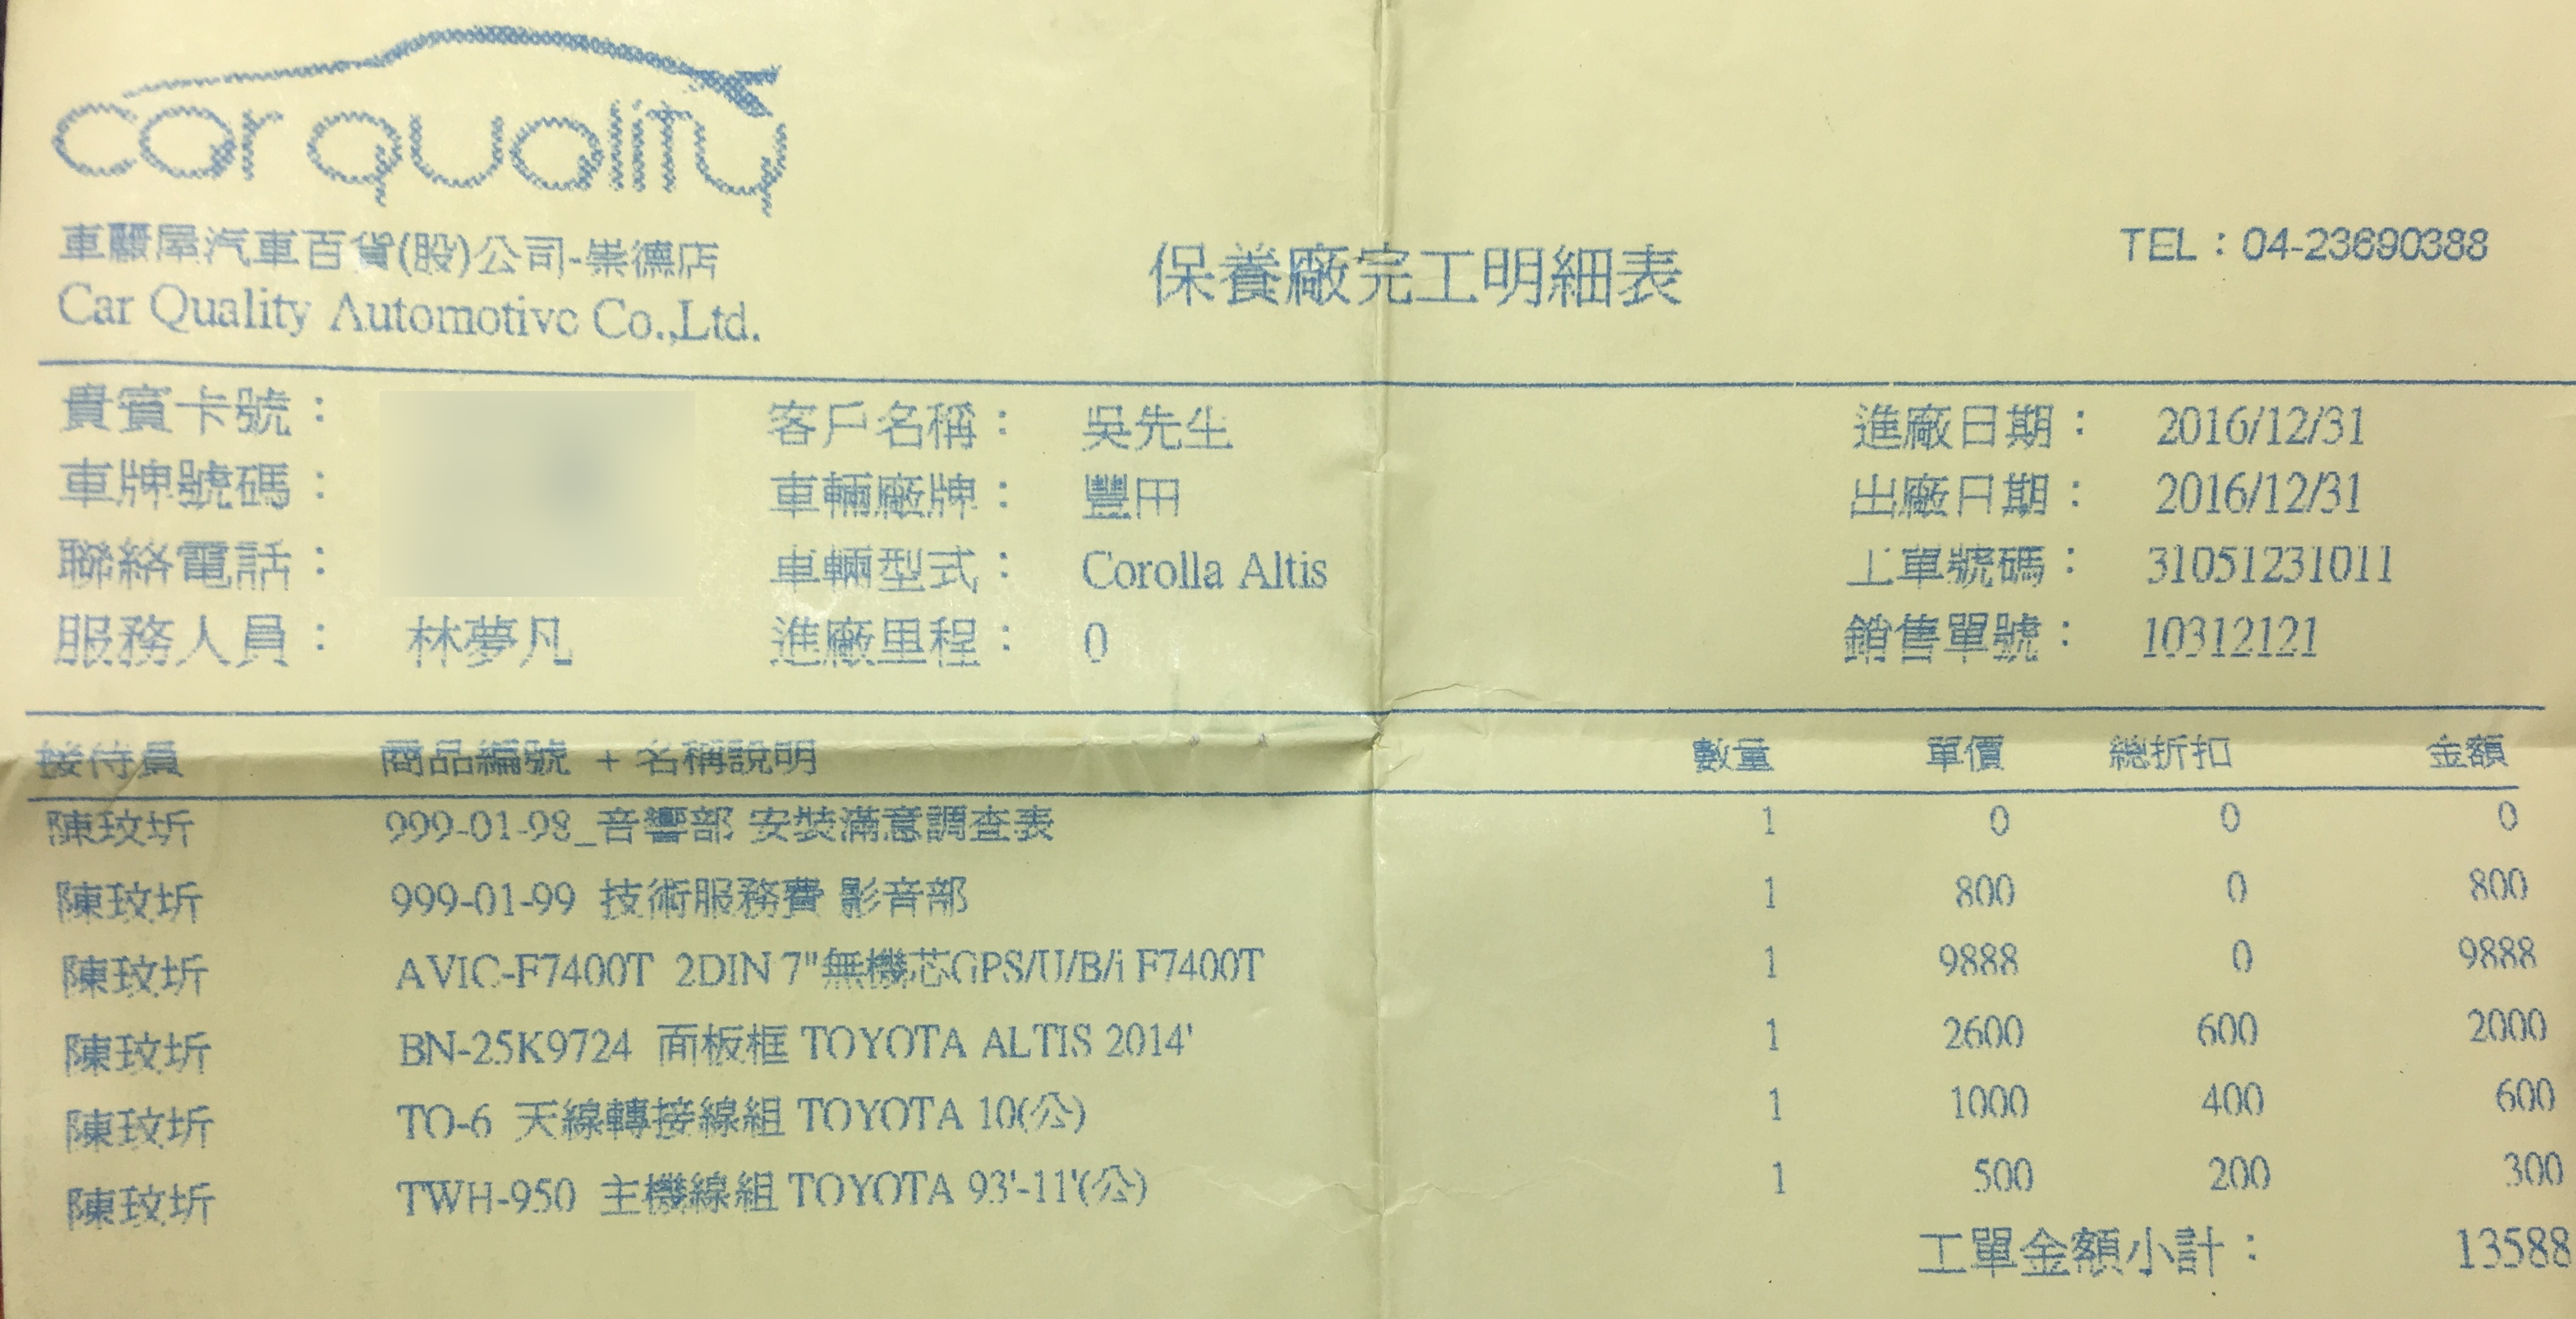 car quality
車麗屋汽車百貨(股)公司-崇德店
Car Quality Automotive Co.,Ltd.
保養廠完工明細表
TEL：04-23690388
貴賓卡號： 客戶名稱： 吳先生 進廠日期： 2016/12/31
車牌號碼： 車輛廠牌： 豐田 出廠日期： 2016/12/31
聯絡電話： 車輛型式： Corolla Altis 工單號碼： 31051231011
服務人員： 林夢凡 進廠里程： 0 銷售單號： 10312121
接待員 商品編號 + 名稱說明 數量 單價 總折扣 金額
陳玟圻 999-01-98_音響部 安裝滿意調查表 1 0 0 0
陳玟圻 999-01-99 技術服務費 影音部 1 800 0 800
陳玟圻 AVIC-F7400T 2DIN 7"無機芯GPS/U/B/i F7400T 1 9888 0 9888
陳玟圻 BN-25K9724 面板框 TOYOTA ALTIS 2014' 1 2600 600 2000
陳玟圻 TO-6 天線轉接線組 TOYOTA 10(公) 1 1000 400 600
陳玟圻 TWH-950 主機線組 TOYOTA 93'-11'(公) 1 500 200 300
工單金額小計： 13588